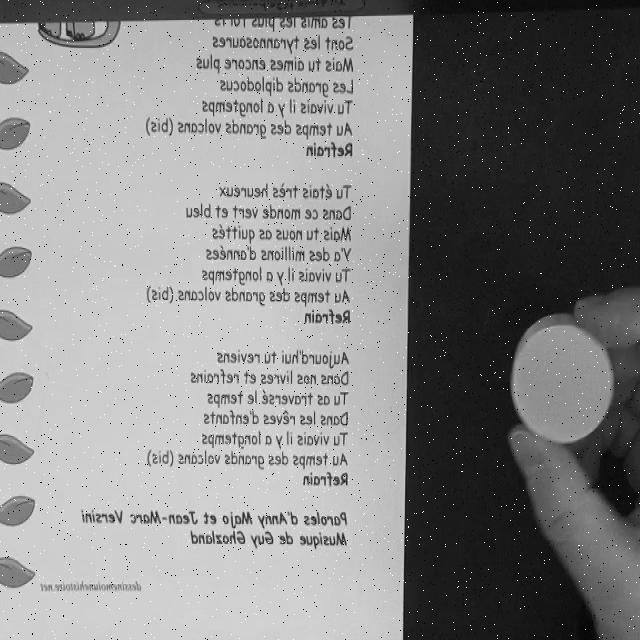 Tes amis les plus forts
Sont les tyrannosaures
Mais tu aimes encore plus
Les grands diplodocus
Tu vivais il y a longtemps
Au temps des grands volcans (bis)
Refrain
Tu étais très heureux
Dans ce monde vert et bleu
Mais tu nous as quittés
Y'a des millions d'années
Tu vivais il y a longtemps
Au temps des grands volcans (bis)
Refrain
Aujourd'hui tu reviens
Dans nos livres et refrains
Tu as traversé le temps
Dans les rêves d'enfants
Tu vivais il y a longtemps
Au temps des grands volcans (bis)
Refrain
Paroles d'Anny Majo et Jean-Marc Versini
Musique de Guy Ghozland
dessinemoiunehistoire.net